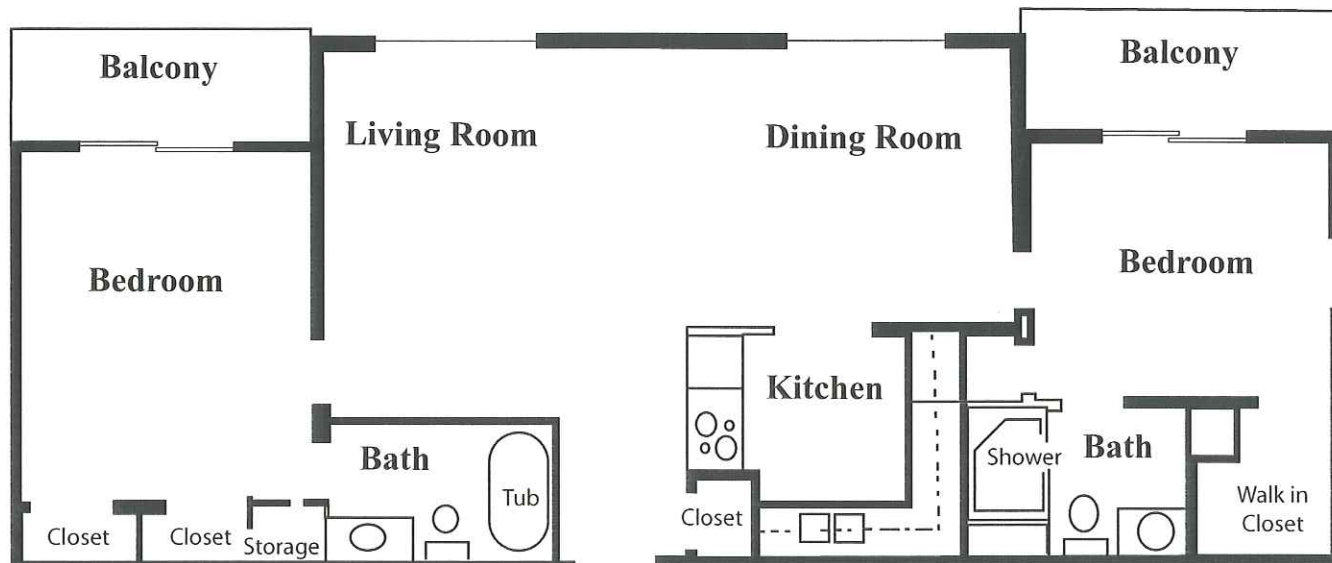 Balcony
Balcony
Living Room
Dining Room
Bedroom
Bedroom
Kitchen
Bath
Bath
Shower
Tub
Closet
Closet
Storage
Closet
Walk in
Closet